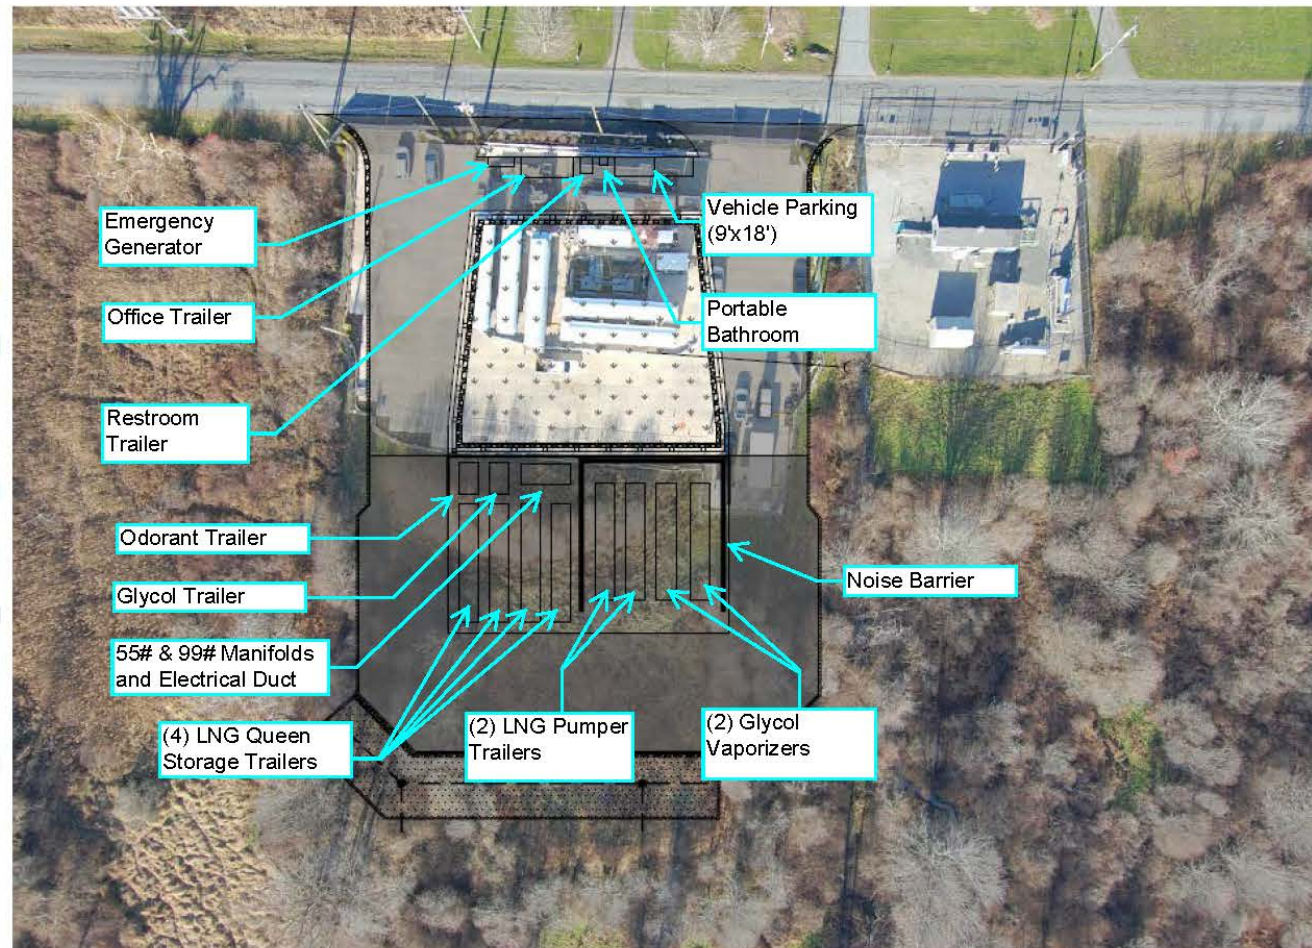 Emergency
Generator
Vehicle Parking
(9'x18')
Office Trailer
Portable
Bathroom
Restroom
Trailer
Odorant Trailer
Noise Barrier
Glycol Trailer
55# & 99# Manifolds
and Electrical Duct
(4) LNG Queen
Storage Trailers
(2) LNG Pumper
Trailers
(2) Glycol
Vaporizers